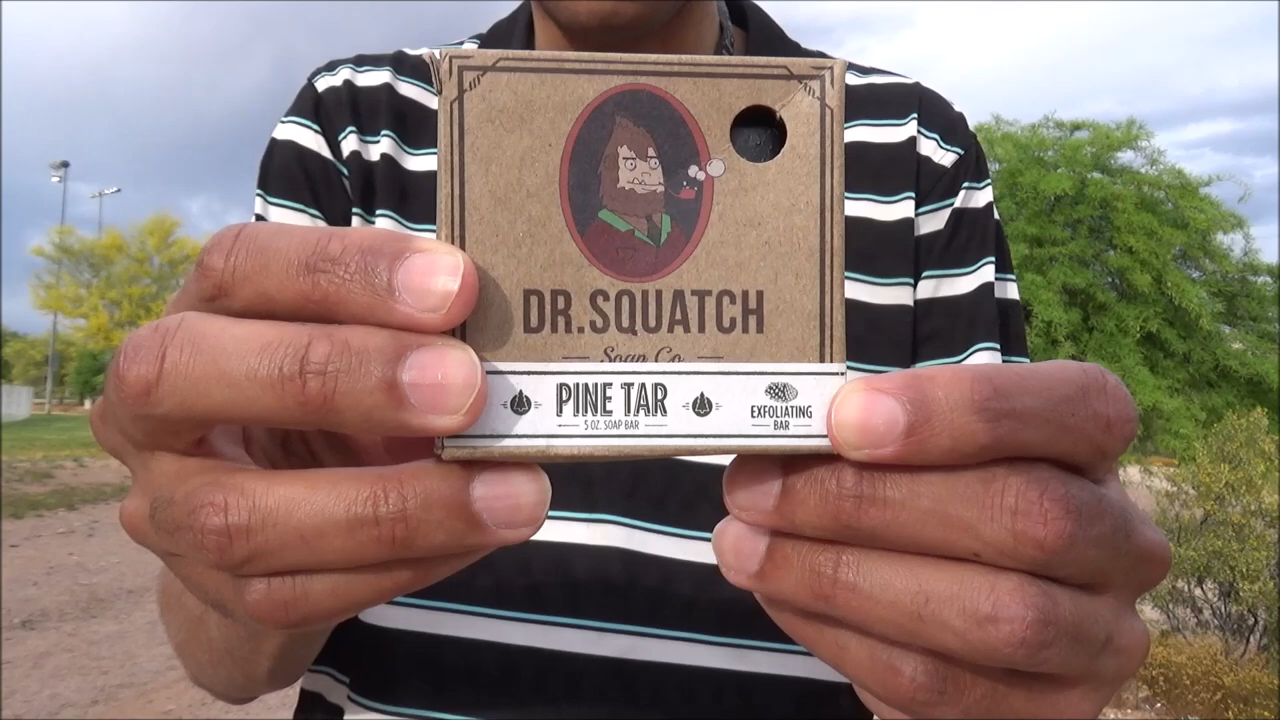 DR.SQUATCH
Soap Co
PINE TAR
5 OZ. SOAP BAR
EXFOLIATING
BAR